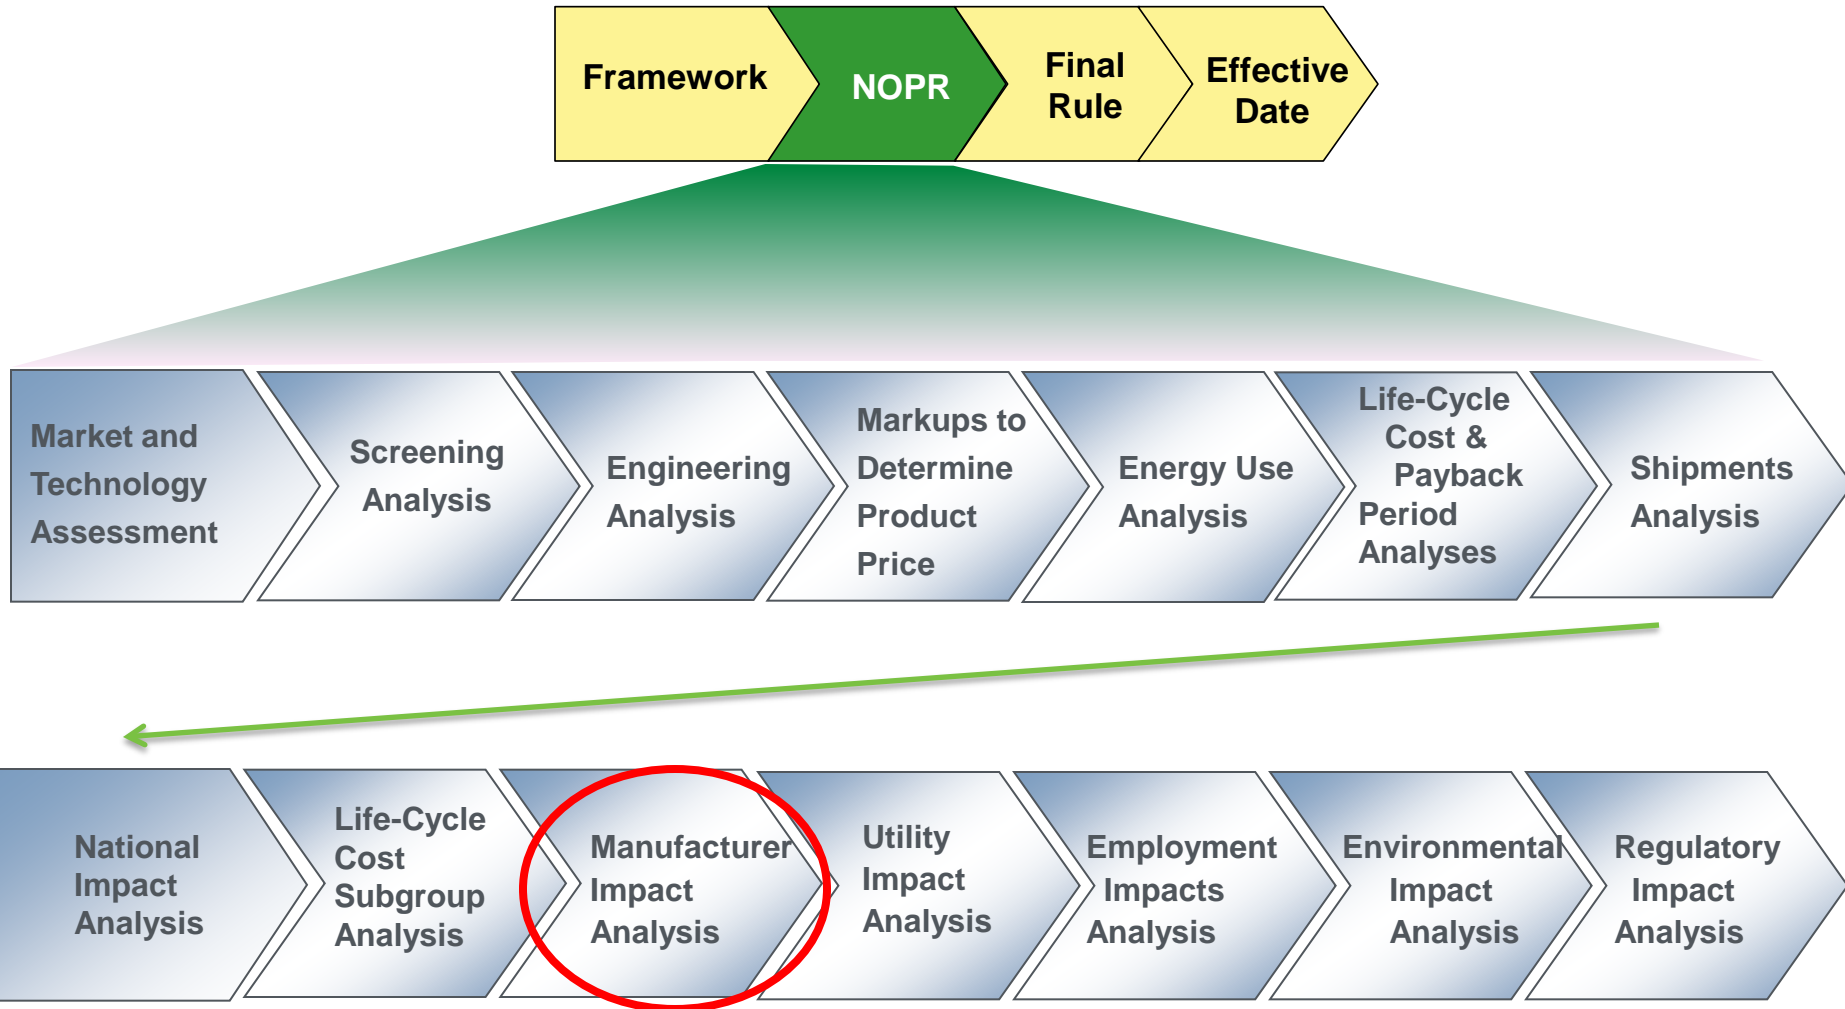 Framework
NOPR
Final
Rule
Effective
Date
Market and
Technology
Assessment
Screening
Analysis
Engineering
Analysis
Markups to
Determine
Product
Price
Energy Use
Analysis
Life-Cycle
Cost &
Payback
Period
Analyses
Shipments
Analysis
National
Impact
Analysis
Life-Cycle
Cost
Subgroup
Analysis
Manufacturer
Impact
Analysis
Utility
Impact
Analysis
Employment
Impacts
Analysis
Environmental
Impact
Analysis
Regulatory
Impact
Analysis